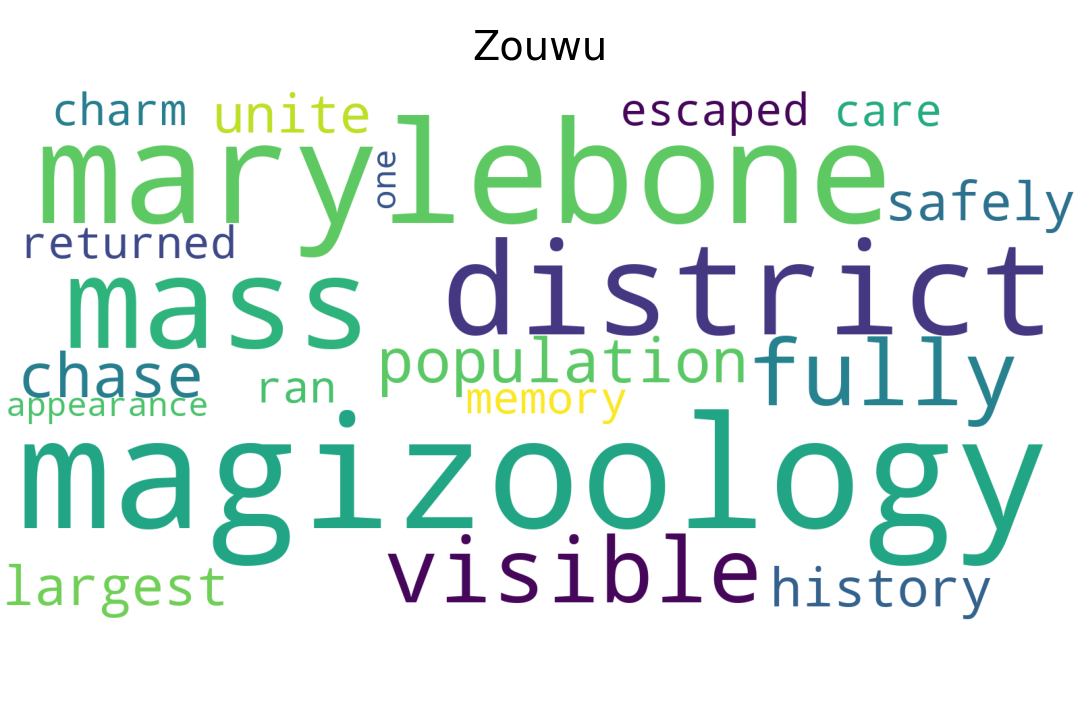 Zouwu
charm unite escaped care
marylebone
one
safely
returned
district
mass
population
fully
chase
ran
memory
appearance
magizoology
visible
largest
history